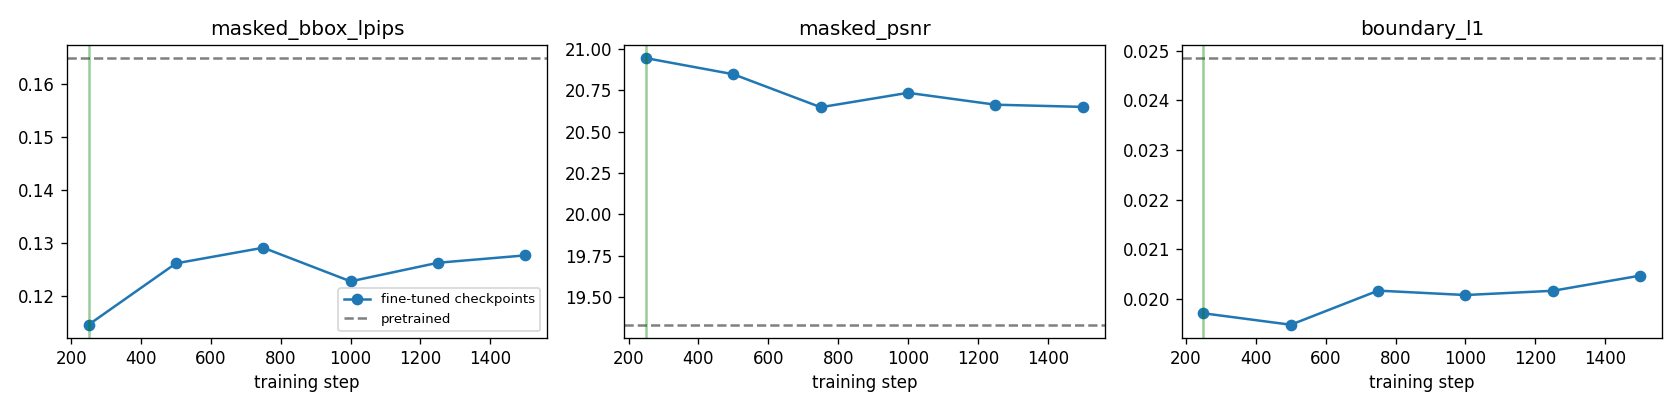 masked_bbox_lpips
0.16
0.15
0.14
0.13
0.12
200 400 600 800 1000 1200 1400
training step
fine-tuned checkpoints
pretrained
masked_psnr
21.00
20.75
20.50
20.25
20.00
19.75
19.50
200 400 600 800 1000 1200 1400
training step
boundary_l1
0.025
0.024
0.023
0.022
0.021
0.020
200 400 600 800 1000 1200 1400
training step